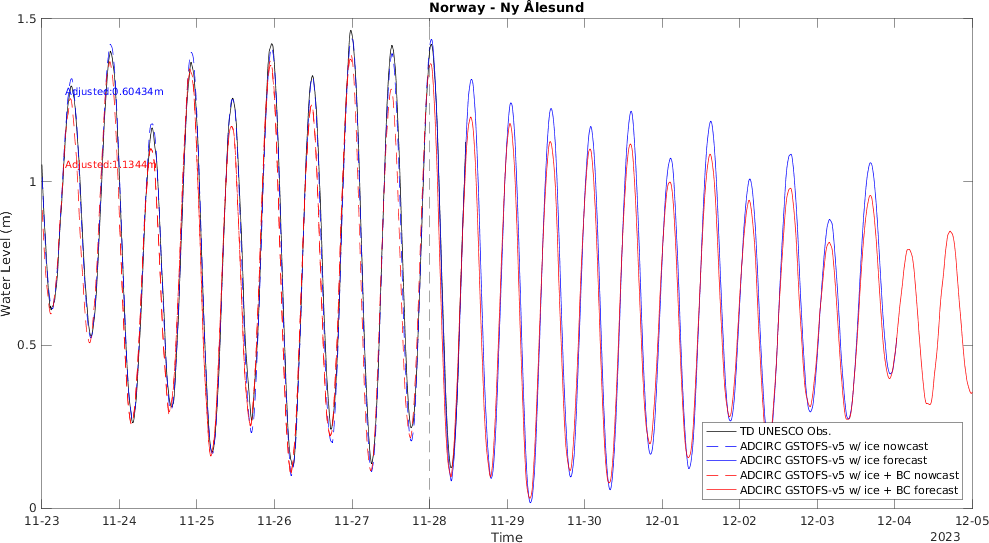 Norway - Ny Ålesund
1.5
1
0.5
0
Water Level (m)
Adjusted:0.60434m
Adjusted:1.1344m
TD UNESCO Obs.
ADCIRC GSTOFS-v5 w/ ice nowcast
ADCIRC GSTOFS-v5 w/ ice forecast
ADCIRC GSTOFS-v5 w/ ice + BC nowcast
ADCIRC GSTOFS-v5 w/ ice + BC forecast
11-23 11-24 11-25 11-26 11-27 11-28 11-29 11-30 12-01 12-02 12-03 12-04 12-05
Time
2023